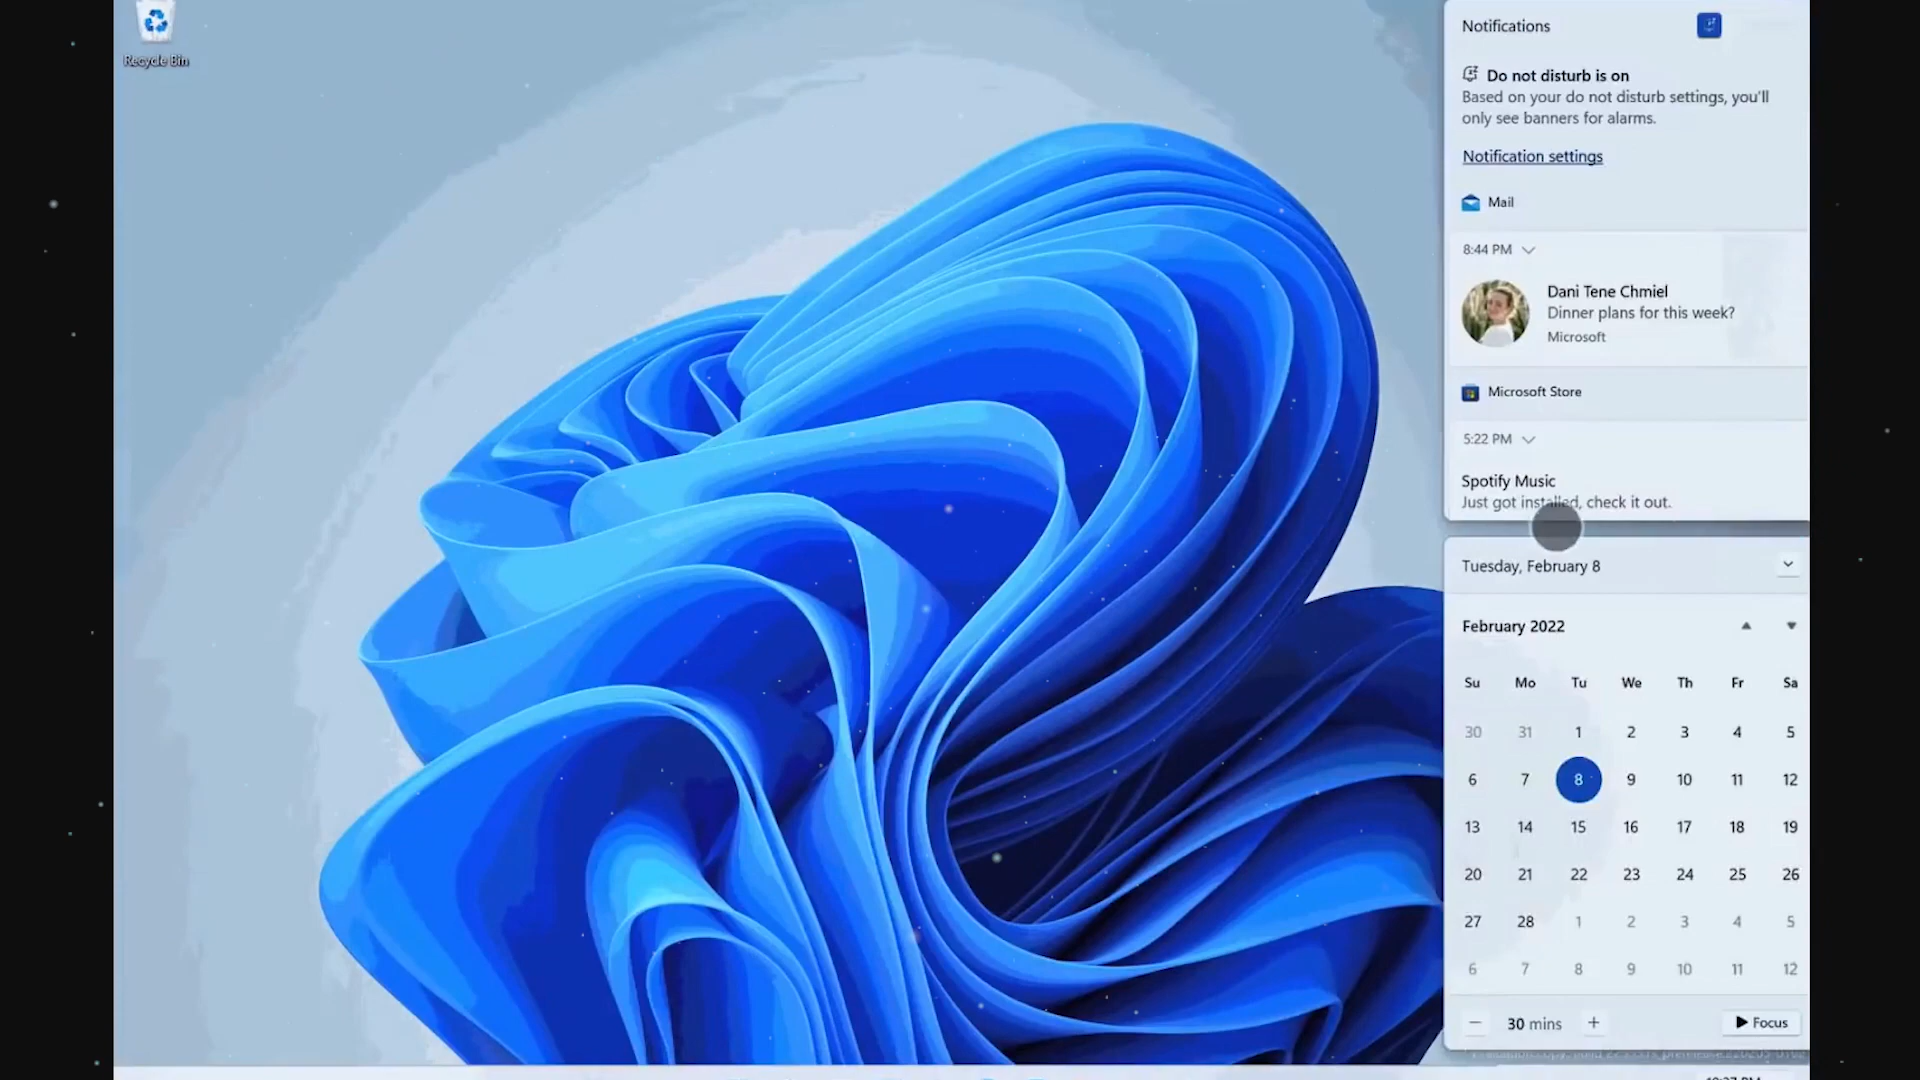 Recycle Bin
Notifications
Do not disturb is on
Based on your do not disturb settings, you'll
only see banners for alarms.
Notification settings
Mail
8:44 PM
Dani Tene Chmiel
Dinner plans for this week?
Microsoft
Microsoft Store
5:22 PM
Spotify Music
Just got installed, check it out.
Tuesday, February 8
February 2022
Su Mo Tu We Th Fr Sa
30 31 1 2 3 4 5
6 7 8 9 10 11 12
13 14 15 16 17 18 19
20 21 22 23 24 25 26
27 28 1 2 3 4 5
6 7 8 9 10 11 12
30 mins
Focus